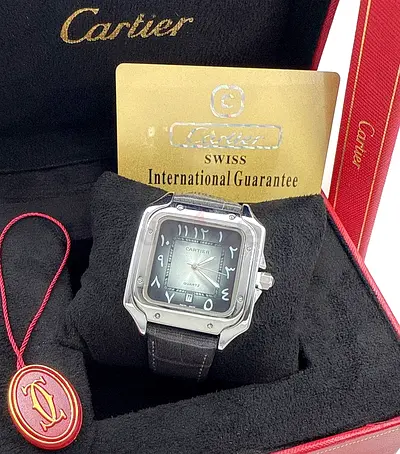 Cartier
Cartier
SWISS
International Guarantee
Cartier
١٢
١
٢
٣
٤
٥
٧
٨
٩
١٠
١١
CARTIER
QUARTZ